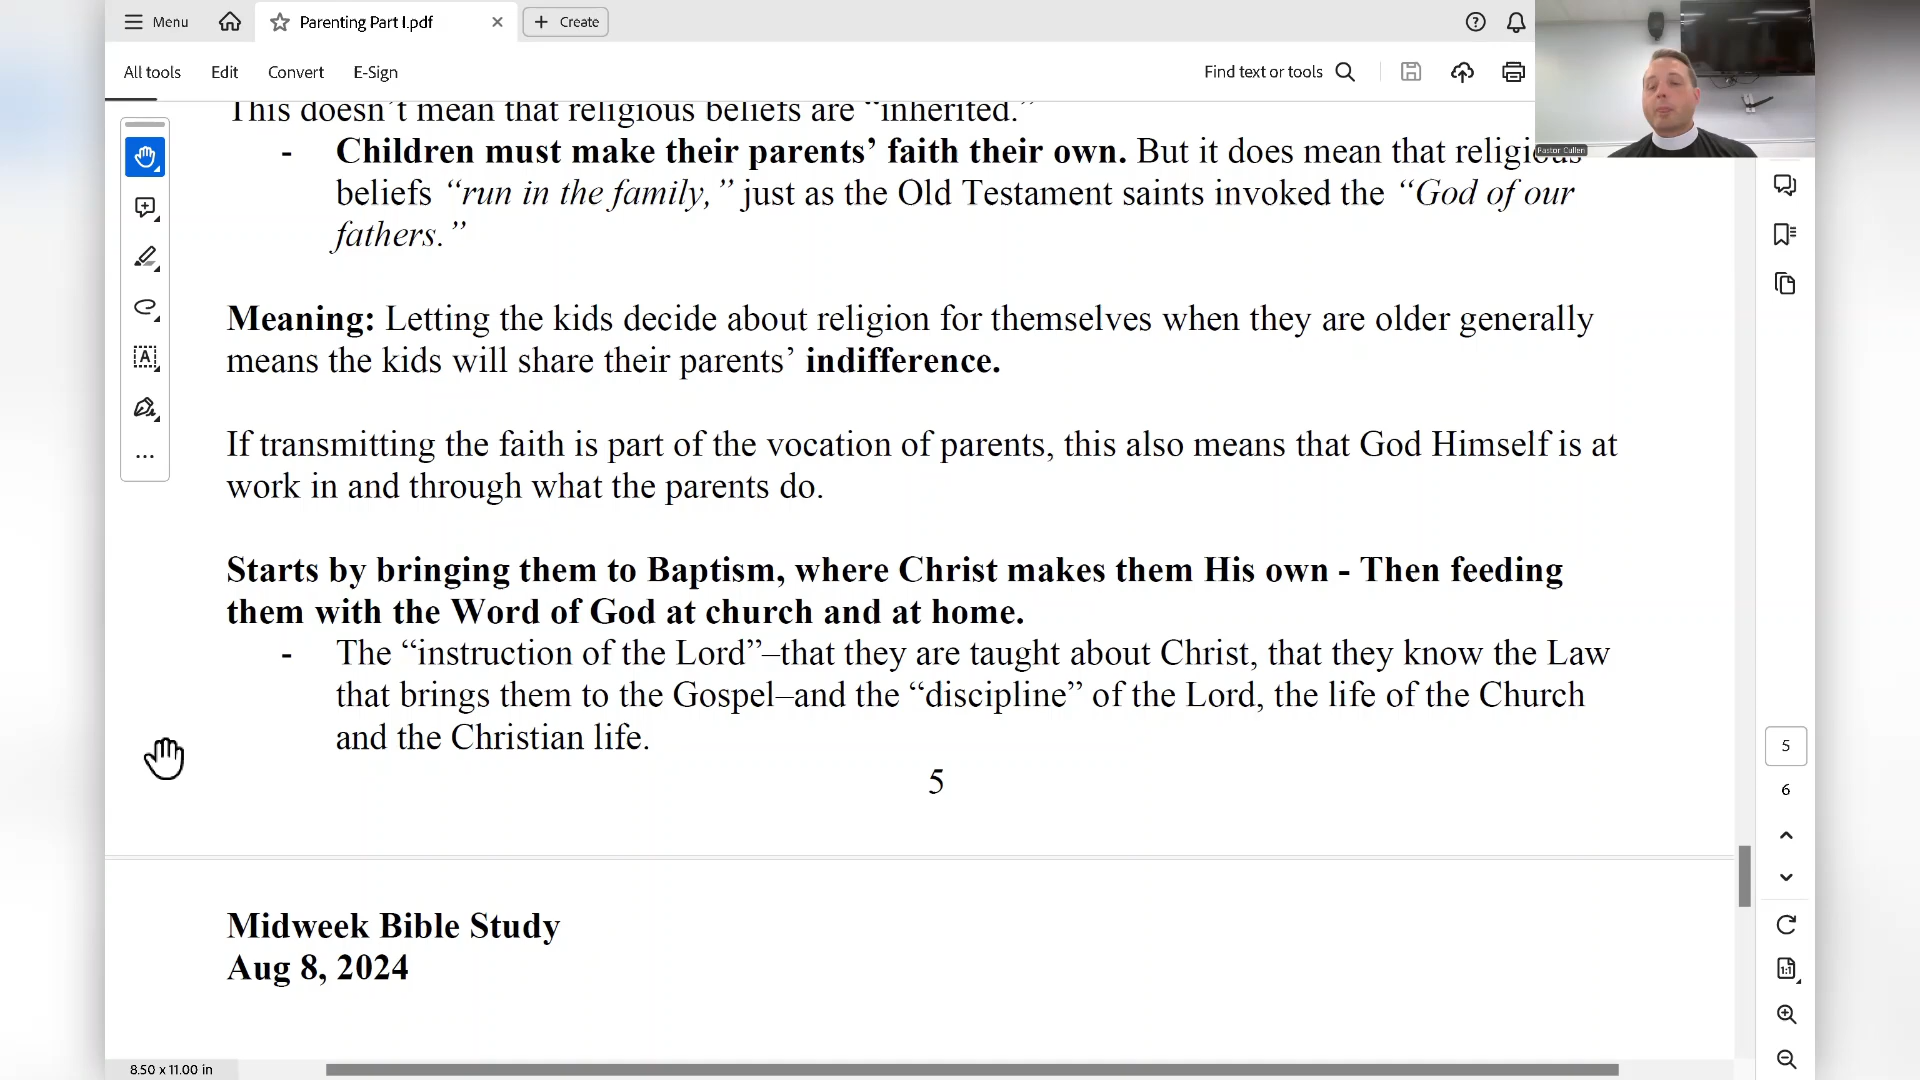 Menu
Parenting Part I.pdf
Create
All tools
Edit
Convert
E-Sign
Find text or tools
Pastor Cullen
This doesn't mean that religious beliefs are “inherited.”
- Children must make their parents’ faith their own. But it does mean that religious
beliefs “run in the family,” just as the Old Testament saints invoked the “God of our
fathers.”
Meaning: Letting the kids decide about religion for themselves when they are older generally
means the kids will share their parents’ indifference.
If transmitting the faith is part of the vocation of parents, this also means that God Himself is at
work in and through what the parents do.
Starts by bringing them to Baptism, where Christ makes them His own - Then feeding
them with the Word of God at church and at home.
- The “instruction of the Lord”–that they are taught about Christ, that they know the Law
that brings them to the Gospel–and the “discipline” of the Lord, the life of the Church
and the Christian life.
5
Midweek Bible Study
Aug 8, 2024
5
6
1:1
8.50 x 11.00 in